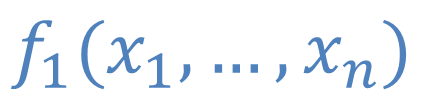 f₁(x₁, … , xₙ)